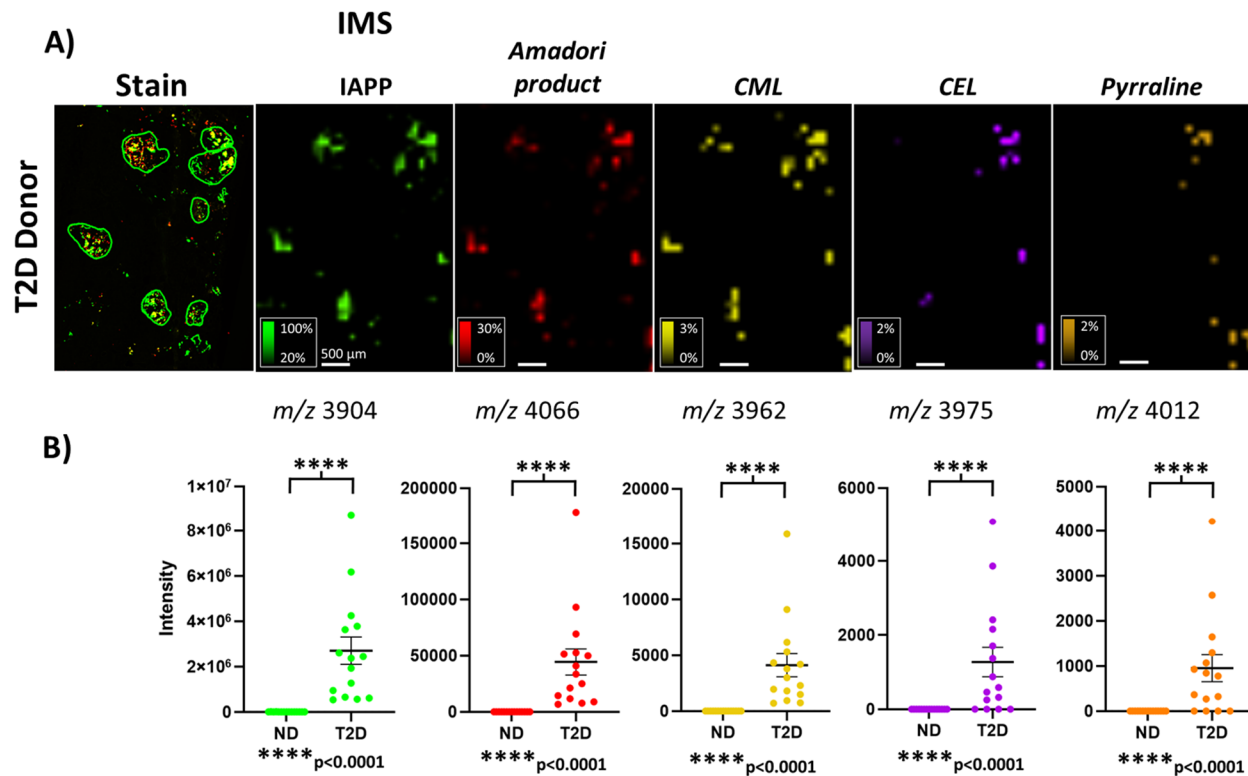 A)
IMS
Stain
IAPP
Amadori
product
CML
CEL
Pyrraline
T2D Donor
100%
20%
500 µm
30%
0%
3%
0%
2%
0%
2%
0%
m/z 3904
m/z 4066
m/z 3962
m/z 3975
m/z 4012
B)
Intensity
****
1×10⁷
8×10⁶
6×10⁶
4×10⁶
2×10⁶
0
ND
T2D
****p<0.0001
****
200000
150000
100000
50000
0
ND
T2D
****p<0.0001
****
20000
15000
10000
5000
0
ND
T2D
****p<0.0001
****
6000
4000
2000
0
ND
T2D
****p<0.0001
****
5000
4000
3000
2000
1000
0
ND
T2D
****p<0.0001